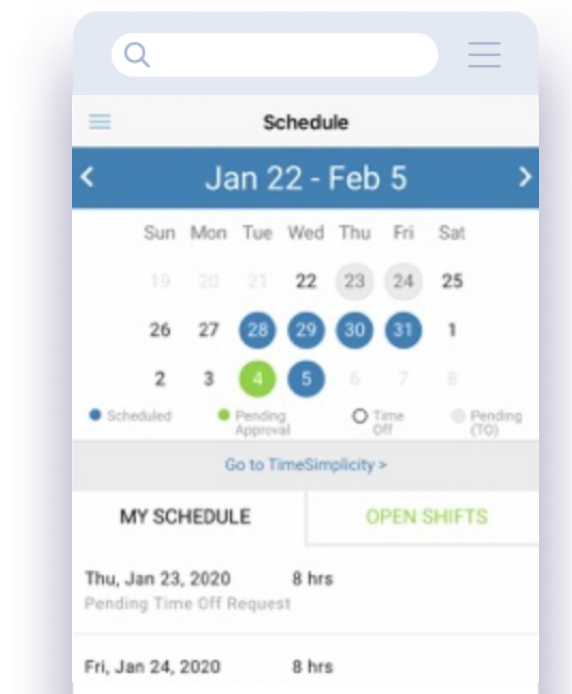 Schedule
Jan 22 - Feb 5
Sun Mon Tue Wed Thu Fri Sat
19 20 21 22 23 24 25
26 27 28 29 30 31 1
2 3 4 5 6 7 8
Scheduled Pending Time Pending
Approval Off (TO)
Go to TimeSimplicity >
MY SCHEDULE OPEN SHIFTS
Thu, Jan 23, 2020 8 hrs
Pending Time Off Request
Fri, Jan 24, 2020 8 hrs